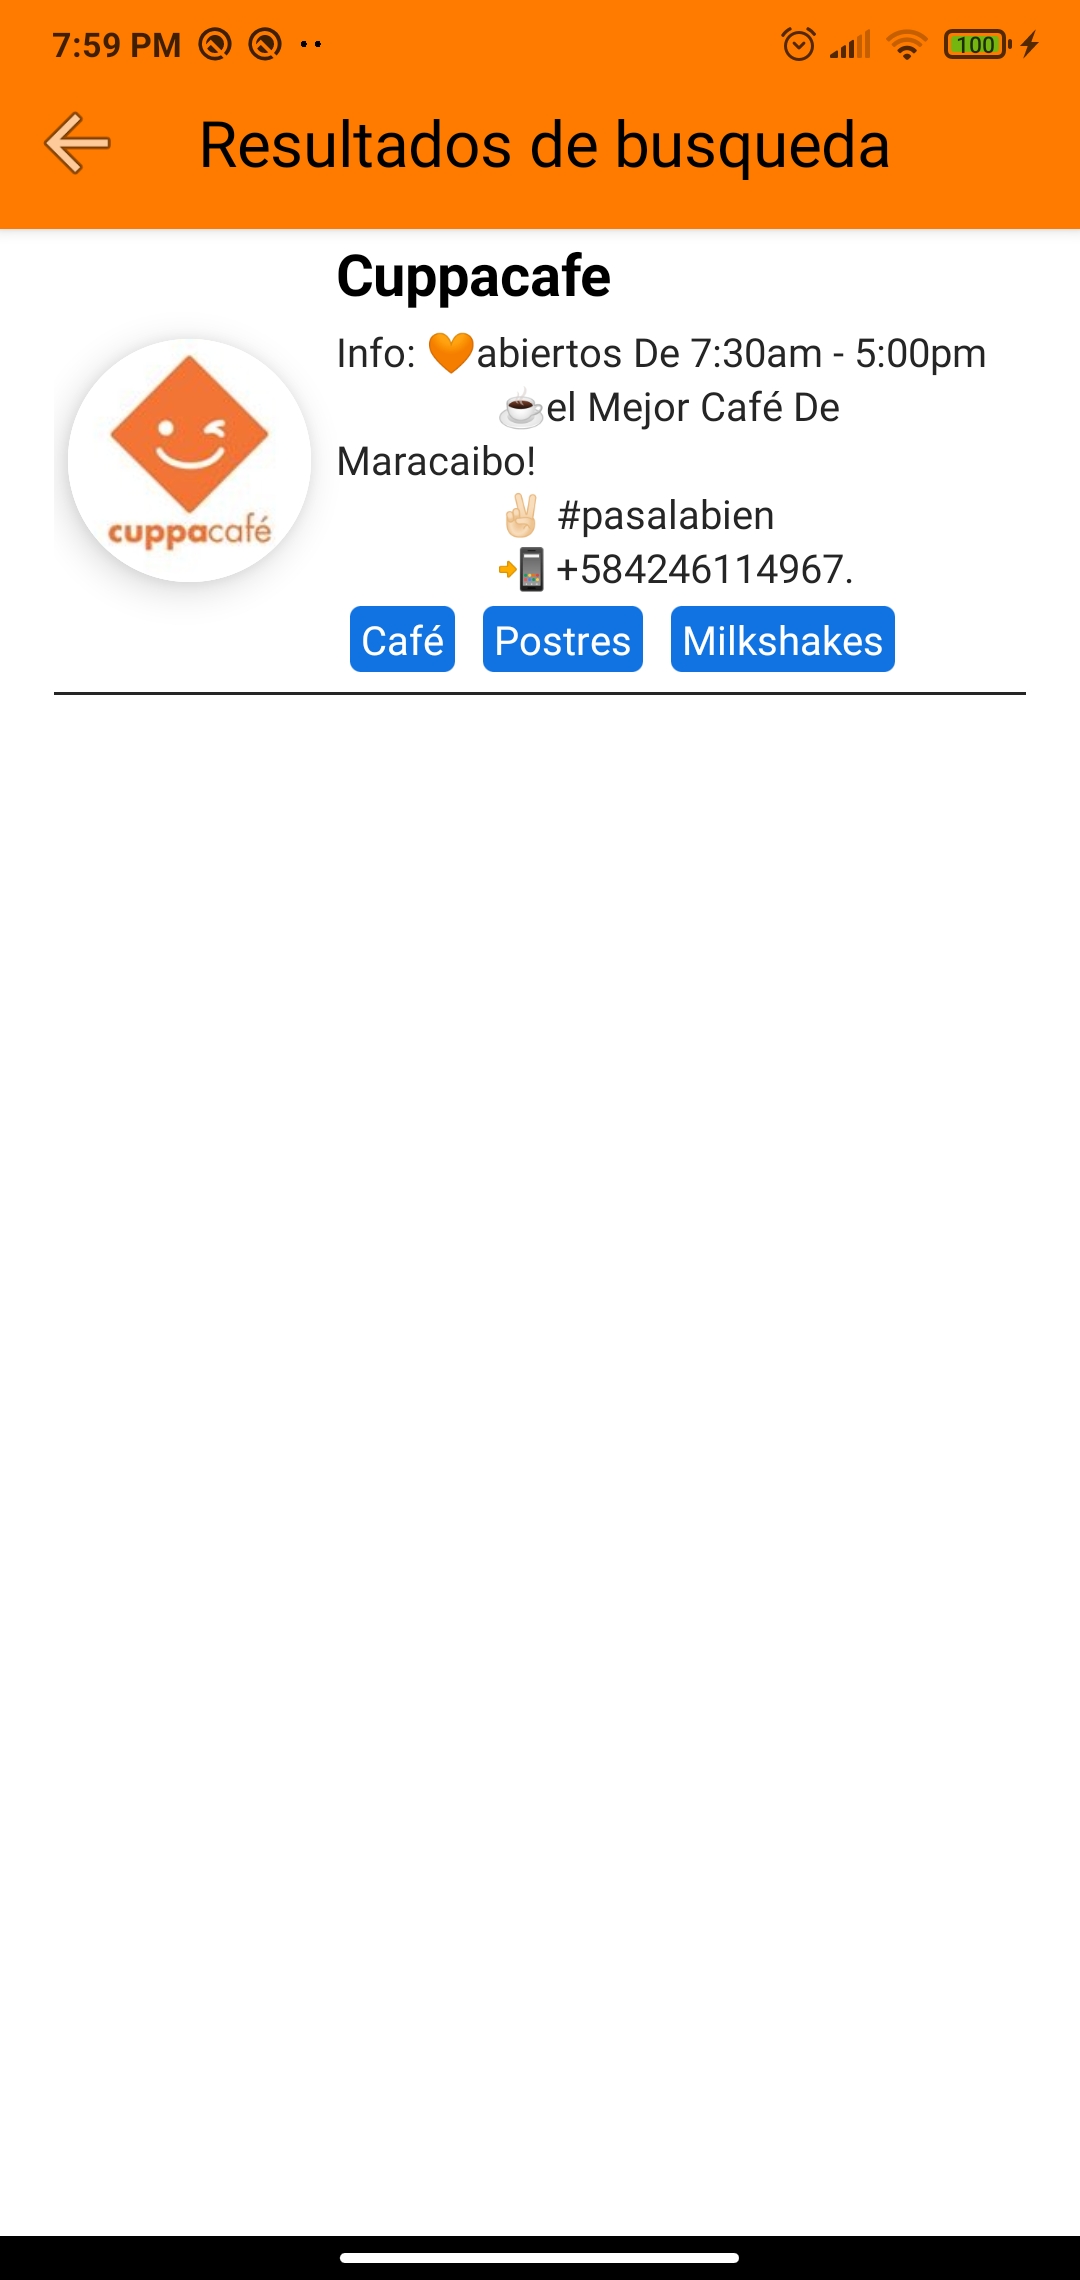 7:59 PM
100
Resultados de busqueda
Cuppacafe
Info: 🧡abiertos De 7:30am - 5:00pm
☕el Mejor Café De
Maracaibo!
✌🏻 #pasalabien
📲 +584246114967.
cuppacafé
Café Postres Milkshakes